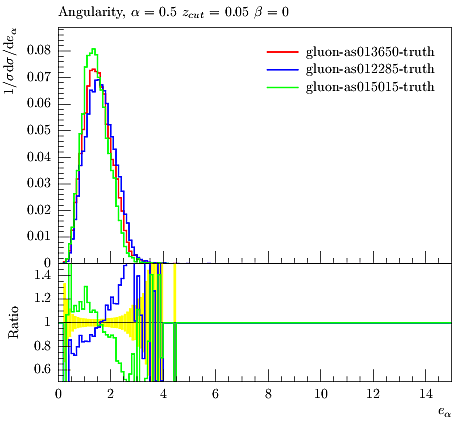 Angularity, α = 0.5 z_cut = 0.05 β = 0
1/σ dσ/de_α
gluon-as013650-truth
gluon-as012285-truth
gluon-as015015-truth
0.08
0.07
0.06
0.05
0.04
0.03
0.02
0.01
0
Ratio
1.4
1.2
1
0.8
0.6
0 2 4 6 8 10 12 14
e_α